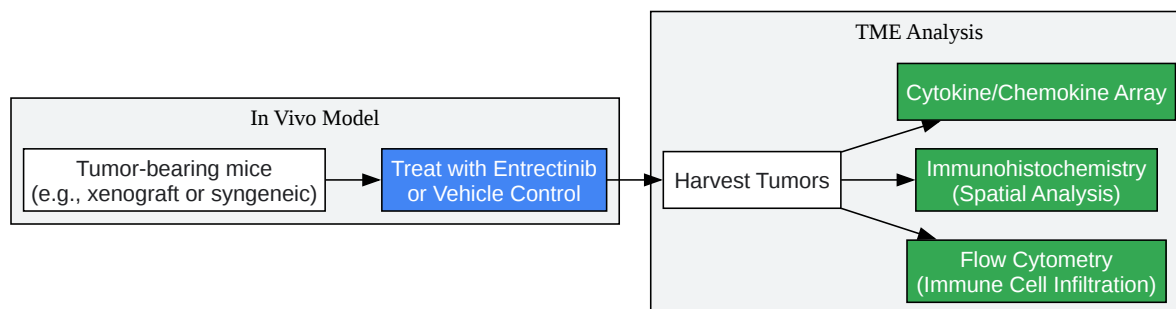 In Vivo Model
Tumor-bearing mice
(e.g., xenograft or syngeneic)
Treat with Entrectinib
or Vehicle Control
TME Analysis
Harvest Tumors
Cytokine/Chemokine Array
Immunohistochemistry
(Spatial Analysis)
Flow Cytometry
(Immune Cell Infiltration)